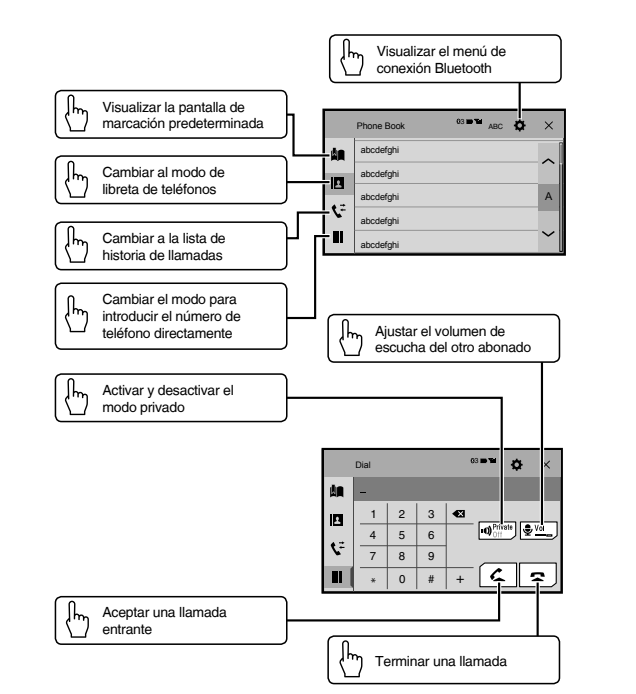 Visualizar el menú de
conexión Bluetooth
Visualizar la pantalla de
marcación predeterminada
Cambiar al modo de
libreta de teléfonos
Cambiar a la lista de
historia de llamadas
Cambiar el modo para
introducir el número de
teléfono directamente
Phone Book 03 ABC
abcdefghi
abcdefghi
abcdefghi A
abcdefghi
abcdefghi
Ajustar el volumen de
escucha del otro abonado
Activar y desactivar el
modo privado
Dial 03
–
1 2 3
4 5 6
7 8 9
* 0 # +
Private
Off
Vol
Aceptar una llamada
entrante
Terminar una llamada